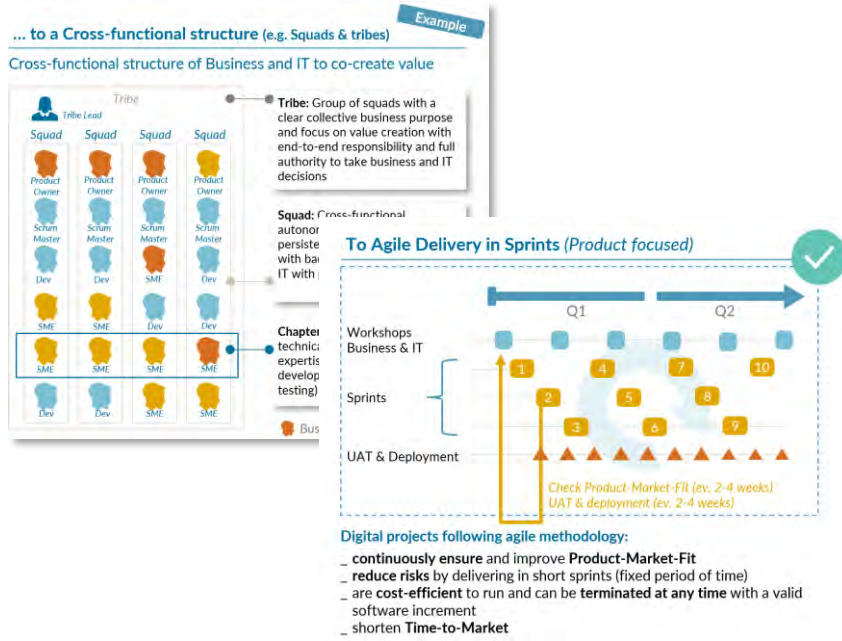 Example
... to a Cross-functional structure (e.g. Squads & tribes)
Cross-functional structure of Business and IT to co-create value
Tribe
Tribe Lead
Squad Squad Squad Squad
Product Owner Product Owner Product Owner Product Owner
Scrum Master Scrum Master Scrum Master Scrum Master
Dev Dev SME Dev
SME SME Dev Dev
SME SME SME SME
Dev Dev SME SME
Tribe: Group of squads with a
clear collective business purpose
and focus on value creation with
end-to-end responsibility and full
authority to take business and IT
decisions
Squad: Cross-functional
autonon
persiste
with bac
IT with
Chapter
technica
expertis
develop
testing)
Bus
To Agile Delivery in Sprints (Product focused)
Q1 Q2
Workshops
Business & IT
Sprints
1 4 7 10
2 5 8
3 6 9
UAT & Deployment
Check Product-Market-Fit (ev. 2-4 weeks)
UAT & deployment (ev. 2-4 weeks)
Digital projects following agile methodology:
_ continuously ensure and improve Product-Market-Fit
_ reduce risks by delivering in short sprints (fixed period of time)
_ are cost-efficient to run and can be terminated at any time with a valid
software increment
_ shorten Time-to-Market